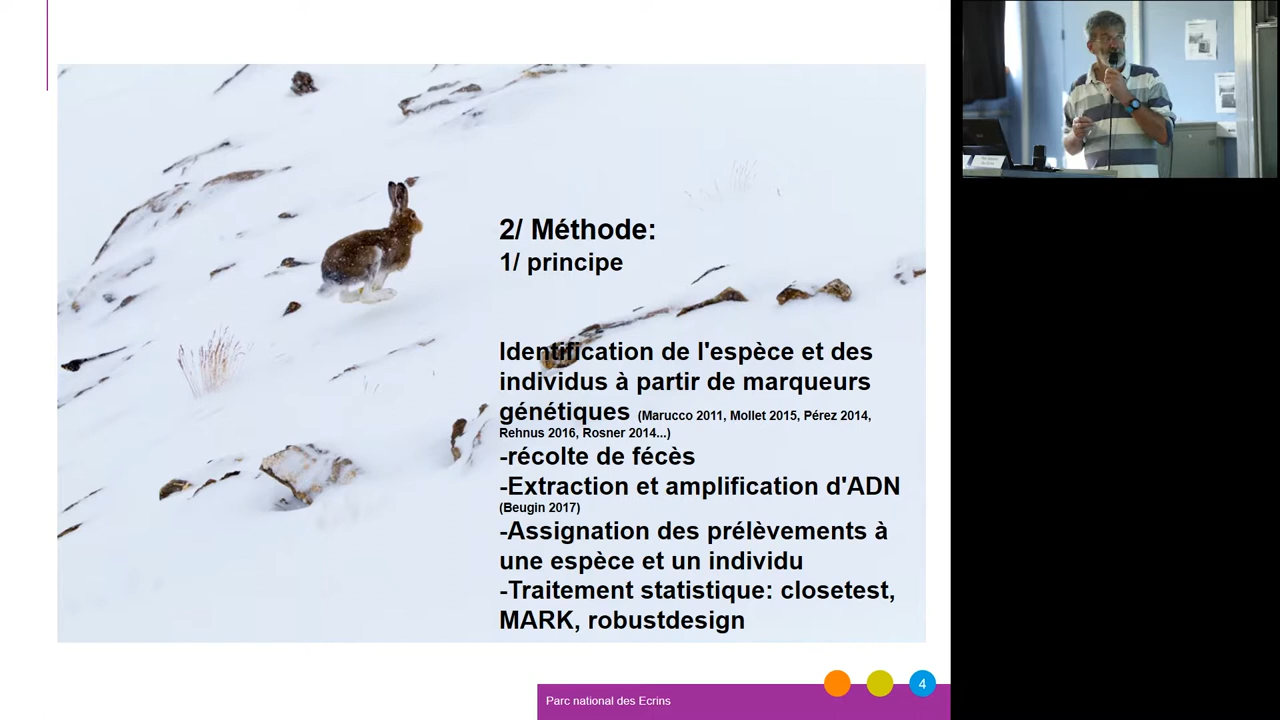 2/ Méthode:
1/ principe
Identification de l'espèce et des
individus à partir de marqueurs
génétiques (Marucco 2011, Mollet 2015, Pérez 2014,
Rehnus 2016, Rosner 2014...)
-récolte de fécès
-Extraction et amplification d'ADN
(Beugin 2017)
-Assignation des prélèvements à
une espèce et un individu
-Traitement statistique: closetest,
MARK, robustdesign
Parc national des Ecrins
4